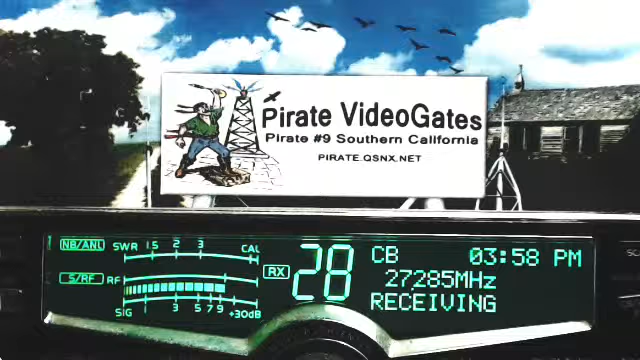 Pirate VideoGates
Pirate #9 Southern California
PIRATE.QSNX.NET
NB/ANL SWR 1.5 2 3 CAL
S/RF RF
SIG 1 3 5 7 9 +30dB
RX 28
CB 03:58 PM
27285MHz
RECEIVING